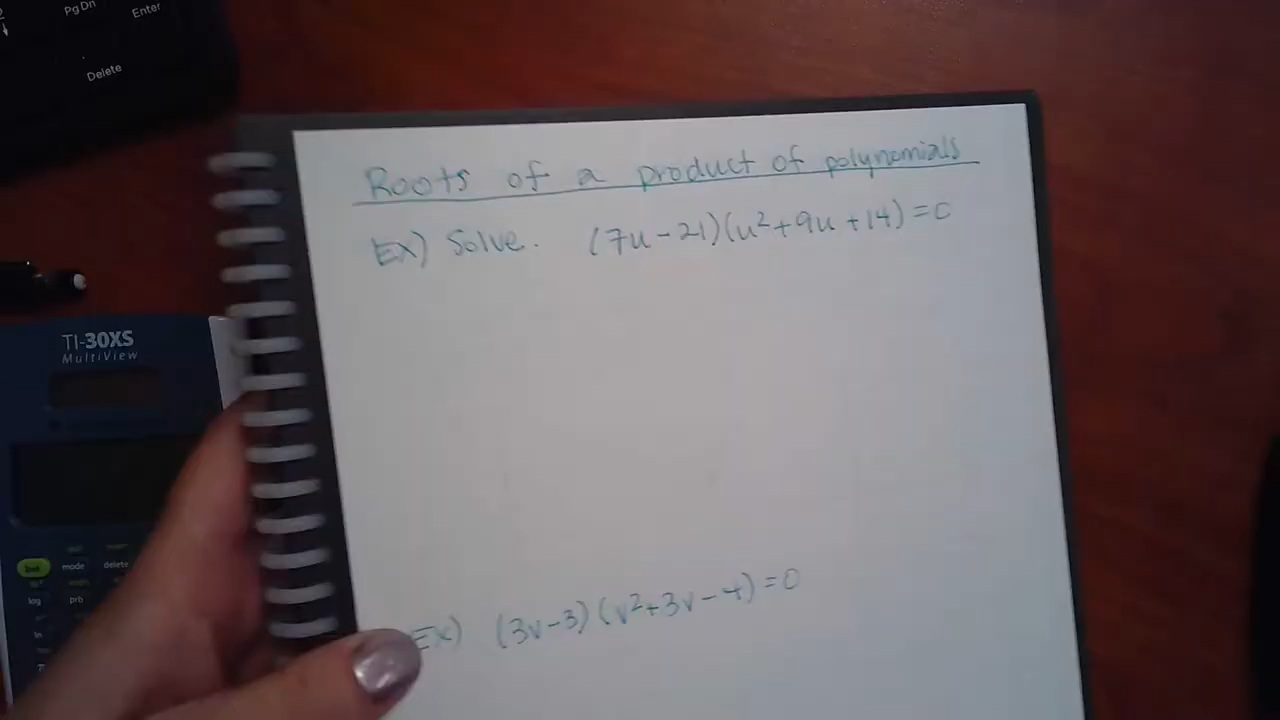 PgDn
Enter
Delete
Roots of a product of polynomials
Ex) Solve. (7u-21)(u²+9u+14)=0
TI-30XS
MultiView
mode
delete
log
prb
ln
Ex) (3v-3)(v²+3v-4)=0